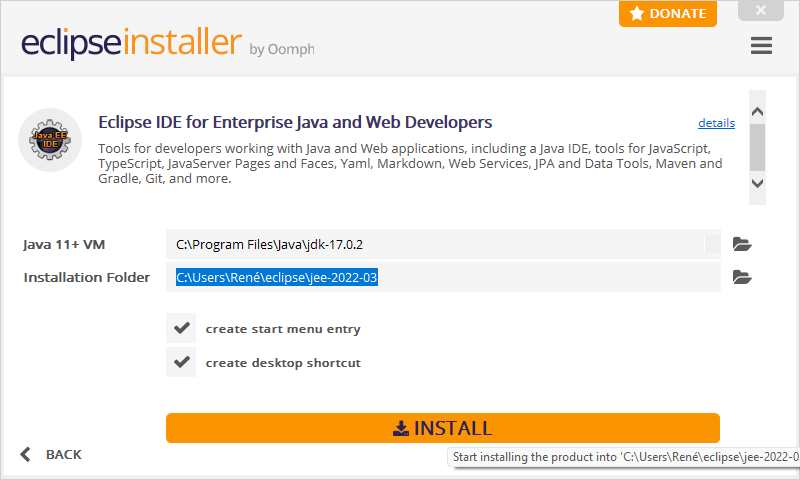 DONATE
eclipseinstaller by Oomph
Eclipse IDE for Enterprise Java and Web Developers
details
Java EE
IDE
Tools for developers working with Java and Web applications, including a Java IDE, tools for JavaScript,
TypeScript, JavaServer Pages and Faces, Yaml, Markdown, Web Services, JPA and Data Tools, Maven and
Gradle, Git, and more.
Java 11+ VM
C:\Program Files\Java\jdk-17.0.2
Installation Folder
C:\Users\René\eclipse\jee-2022-03
create start menu entry
create desktop shortcut
INSTALL
BACK
Start installing the product into 'C:\Users\René\eclipse\jee-2022-0